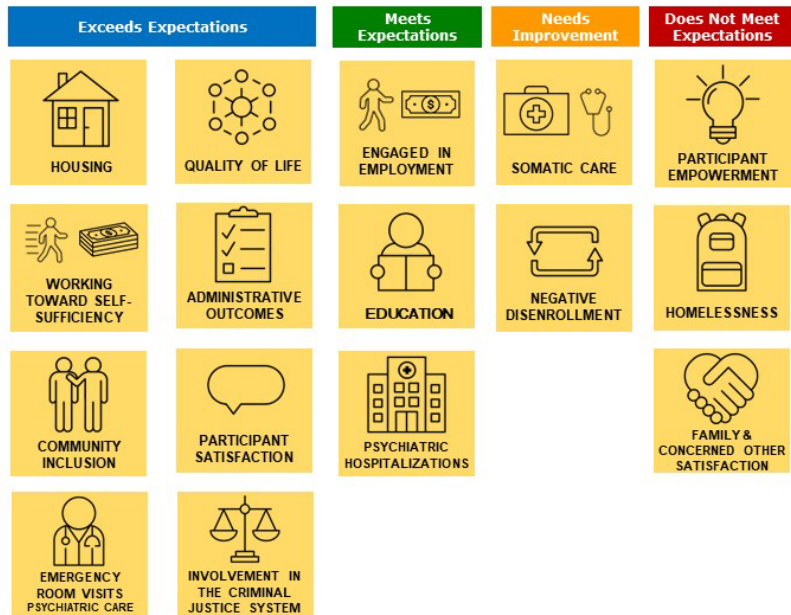 Exceeds Expectations
Meets
Expectations
Needs
Improvement
Does Not Meet
Expectations
HOUSING
QUALITY OF LIFE
$
ENGAGED IN
EMPLOYMENT
SOMATIC CARE
PARTICIPANT
EMPOWERMENT
WORKING
TOWARD SELF-
SUFFICIENCY
ADMINISTRATIVE
OUTCOMES
EDUCATION
NEGATIVE
DISENROLLMENT
HOMELESSNESS
COMMUNITY
INCLUSION
PARTICIPANT
SATISFACTION
PSYCHIATRIC
HOSPITALIZATIONS
FAMILY &
CONCERNED OTHER
SATISFACTION
EMERGENCY
ROOM VISITS
PSYCHIATRIC CARE
INVOLVEMENT IN
THE CRIMINAL
JUSTICE SYSTEM